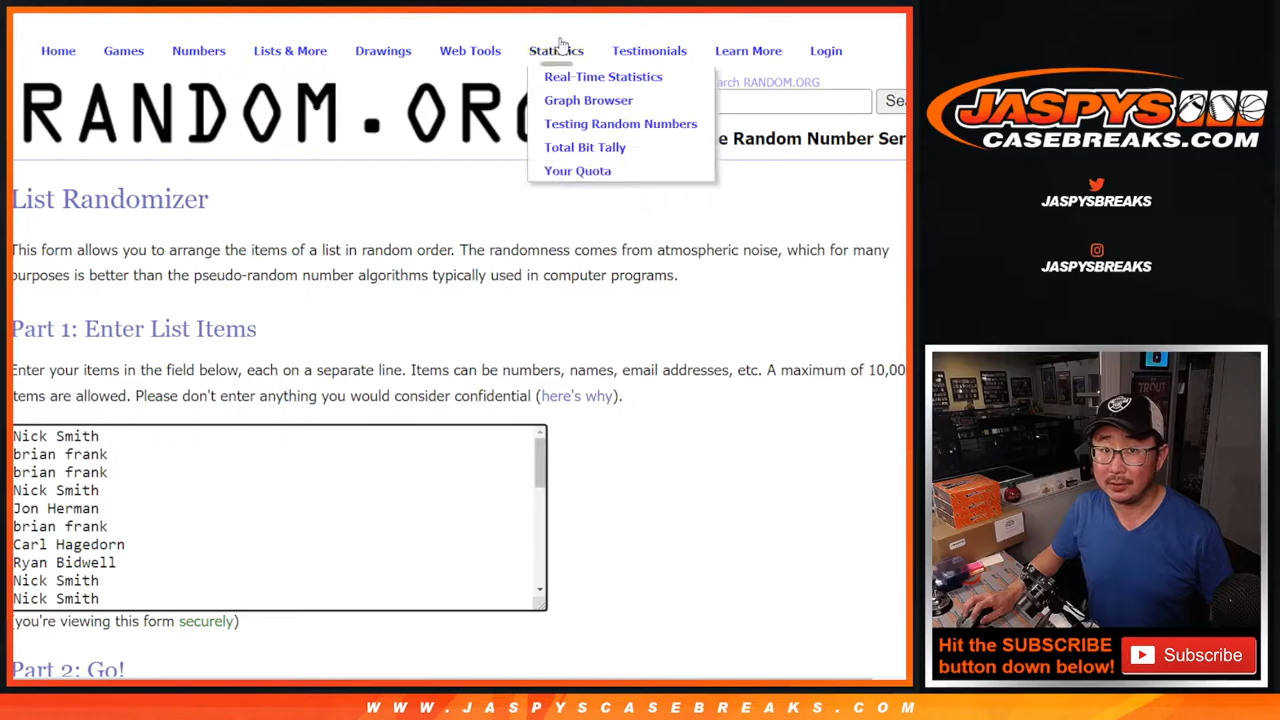 Home Games Numbers Lists & More Drawings Web Tools Statistics Testimonials Learn More Login
Real-Time Statistics
Graph Browser
Testing Random Numbers
Total Bit Tally
Your Quota
arch RANDOM.ORG
Sea
RANDOM.ORG
e Random Number Ser
List Randomizer
This form allows you to arrange the items of a list in random order. The randomness comes from atmospheric noise, which for many
purposes is better than the pseudo-random number algorithms typically used in computer programs.
Part 1: Enter List Items
Enter your items in the field below, each on a separate line. Items can be numbers, names, email addresses, etc. A maximum of 10,00
items are allowed. Please don't enter anything you would consider confidential (here's why).
Nick Smith
brian frank
brian frank
Nick Smith
Jon Herman
brian frank
Carl Hagedorn
Ryan Bidwell
Nick Smith
Nick Smith
(you're viewing this form securely)
Part 2: Go!
JASPYS
CASEBREAKS.COM
JASPYSBREAKS
JASPYSBREAKS
TROUT
Hit the SUBSCRIBE
button down below!
Subscribe
WWW.JASPYSCASEBREAKS.COM